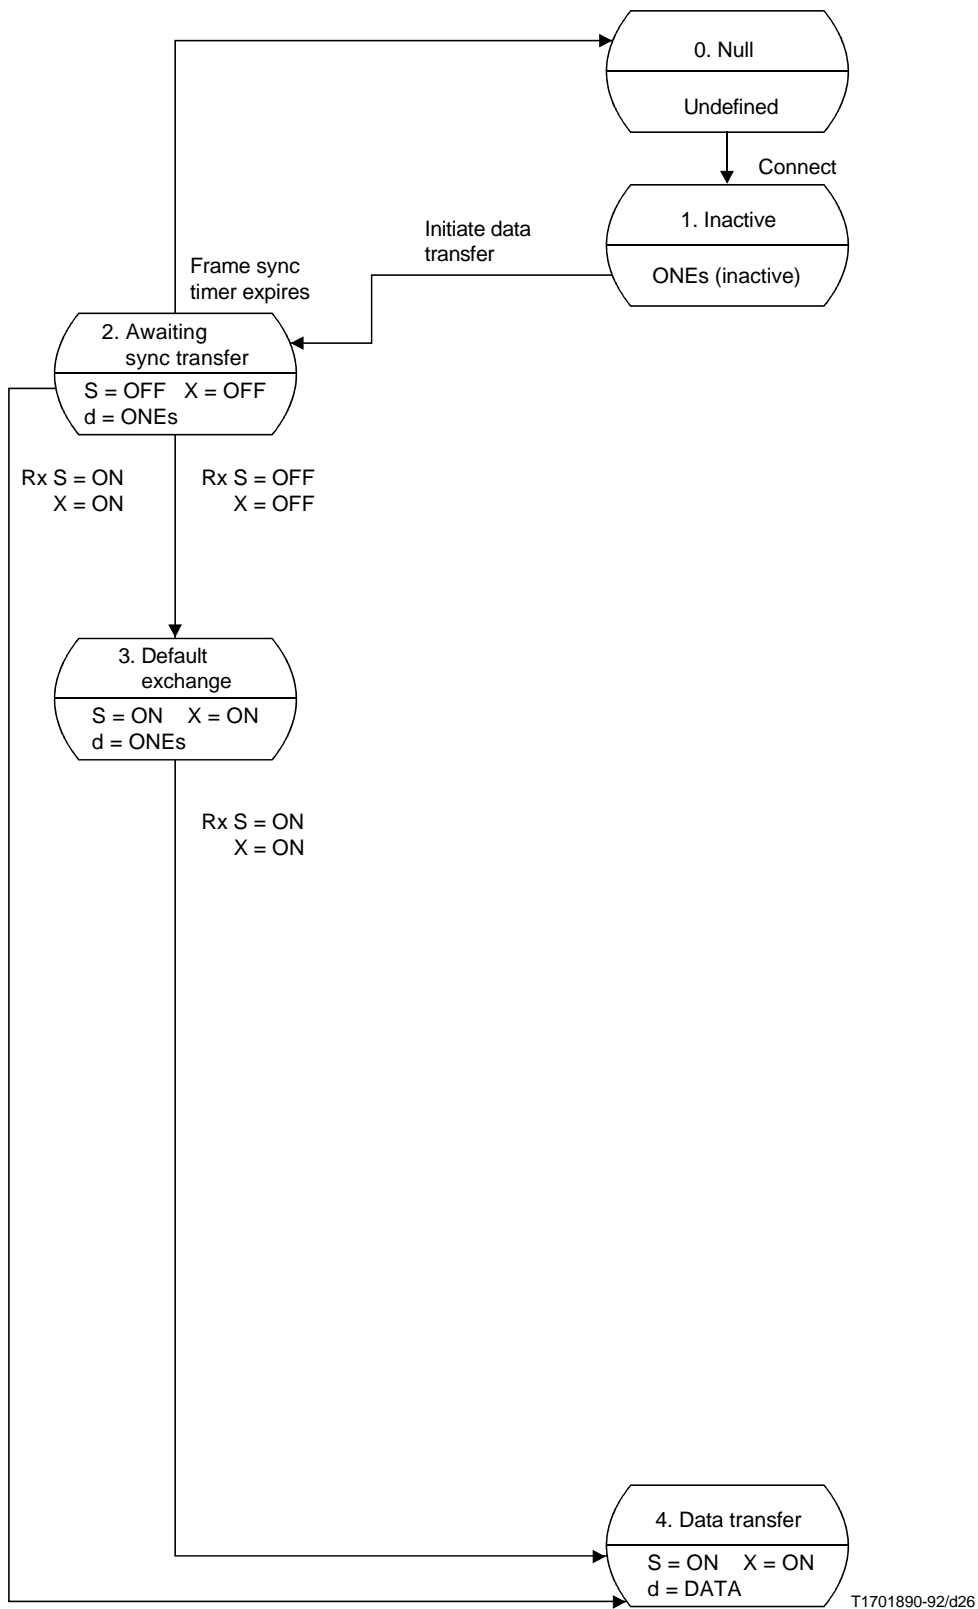 0. Null
Undefined
Connect
1. Inactive
ONEs (inactive)
Initiate data
transfer
Frame sync
timer expires
2. Awaiting
sync transfer
S = OFF X = OFF
d = ONEs
Rx S = ON
X = ON
Rx S = OFF
X = OFF
3. Default
exchange
S = ON X = ON
d = ONEs
Rx S = ON
X = ON
4. Data transfer
S = ON X = ON
d = DATA
T1701890-92/d26